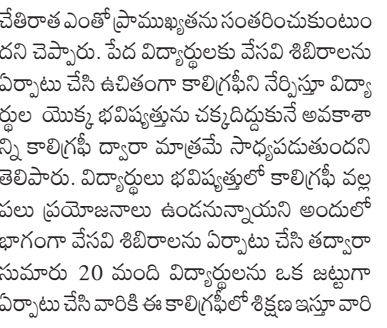 చేతిరాత ఎంతో ప్రాముఖ్యతను సంతరించుకుంటుం
దని చెప్పారు. పేద విద్యార్థులకు వేసవి శిబిరాలను
ఏర్పాటు చేసి ఉచితంగా కాలిగ్రఫీని నేర్పిస్తూ విద్యా
ర్థుల యొక్క భవిష్యత్తును చక్కదిద్దుకునే అవకాశా
న్ని కాలిగ్రఫీ ద్వారా మాత్రమే సాధ్యపడుతుందని
తెలిపారు. విద్యార్థులు భవిష్యత్తులో కాలిగ్రఫీ వల్ల
పలు ప్రయోజనాలు ఉండనున్నాయని అందులో
భాగంగా వేసవి శిబిరాలను ఏర్పాటు చేసి తద్వారా
సుమారు 20 మంది విద్యార్థులను ఒక జట్టుగా
ఏర్పాటు చేసి వారికి ఈ కాలిగ్రఫీలో శిక్షణ ఇస్తూ వారి